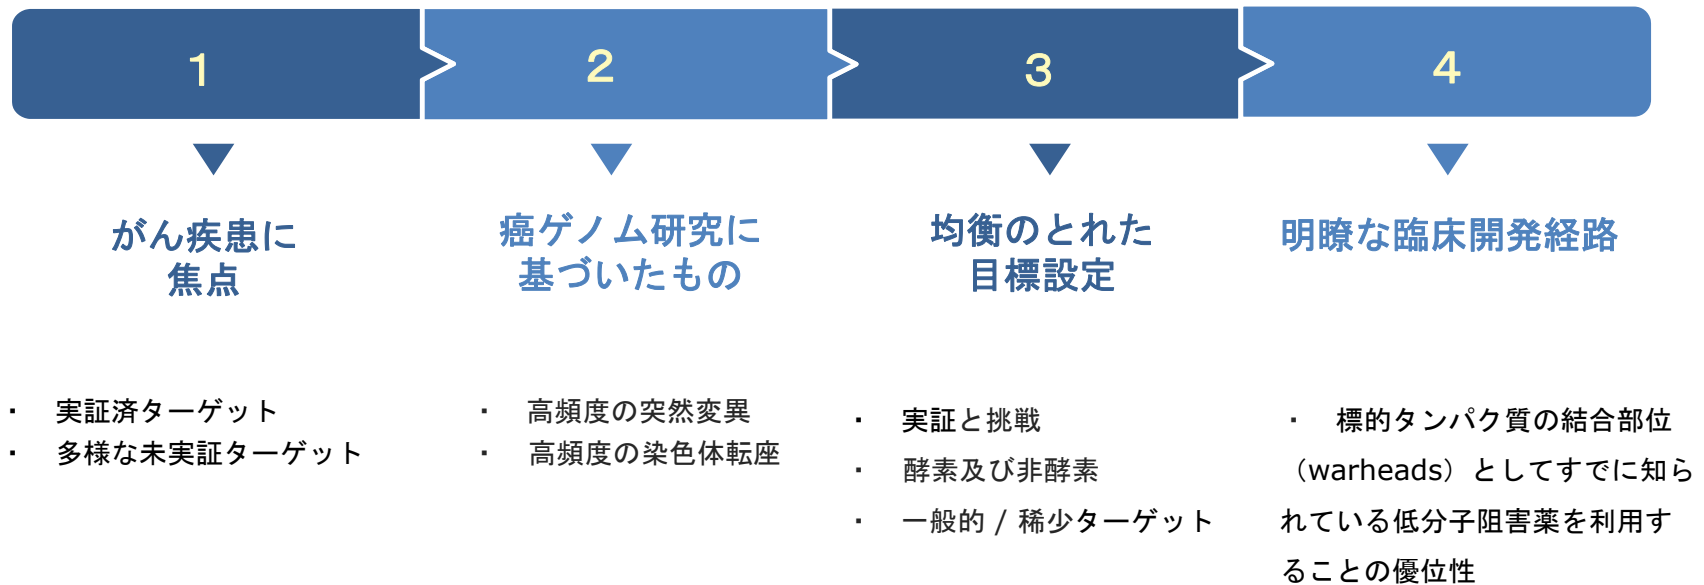 1
2
3
4
がん疾患に
焦点
癌ゲノム研究に
基づいたもの
均衡のとれた
目標設定
明瞭な臨床開発経路
・ 実証済ターゲット
・ 多様な未実証ターゲット
・ 高頻度の突然変異
・ 高頻度の染色体転座
・ 実証と挑戦
・ 酵素及び非酵素
・ 一般的 / 稀少ターゲット
・ 標的タンパク質の結合部位
（warheads）としてすでに知ら
れている低分子阻害薬を利用す
ることの優位性